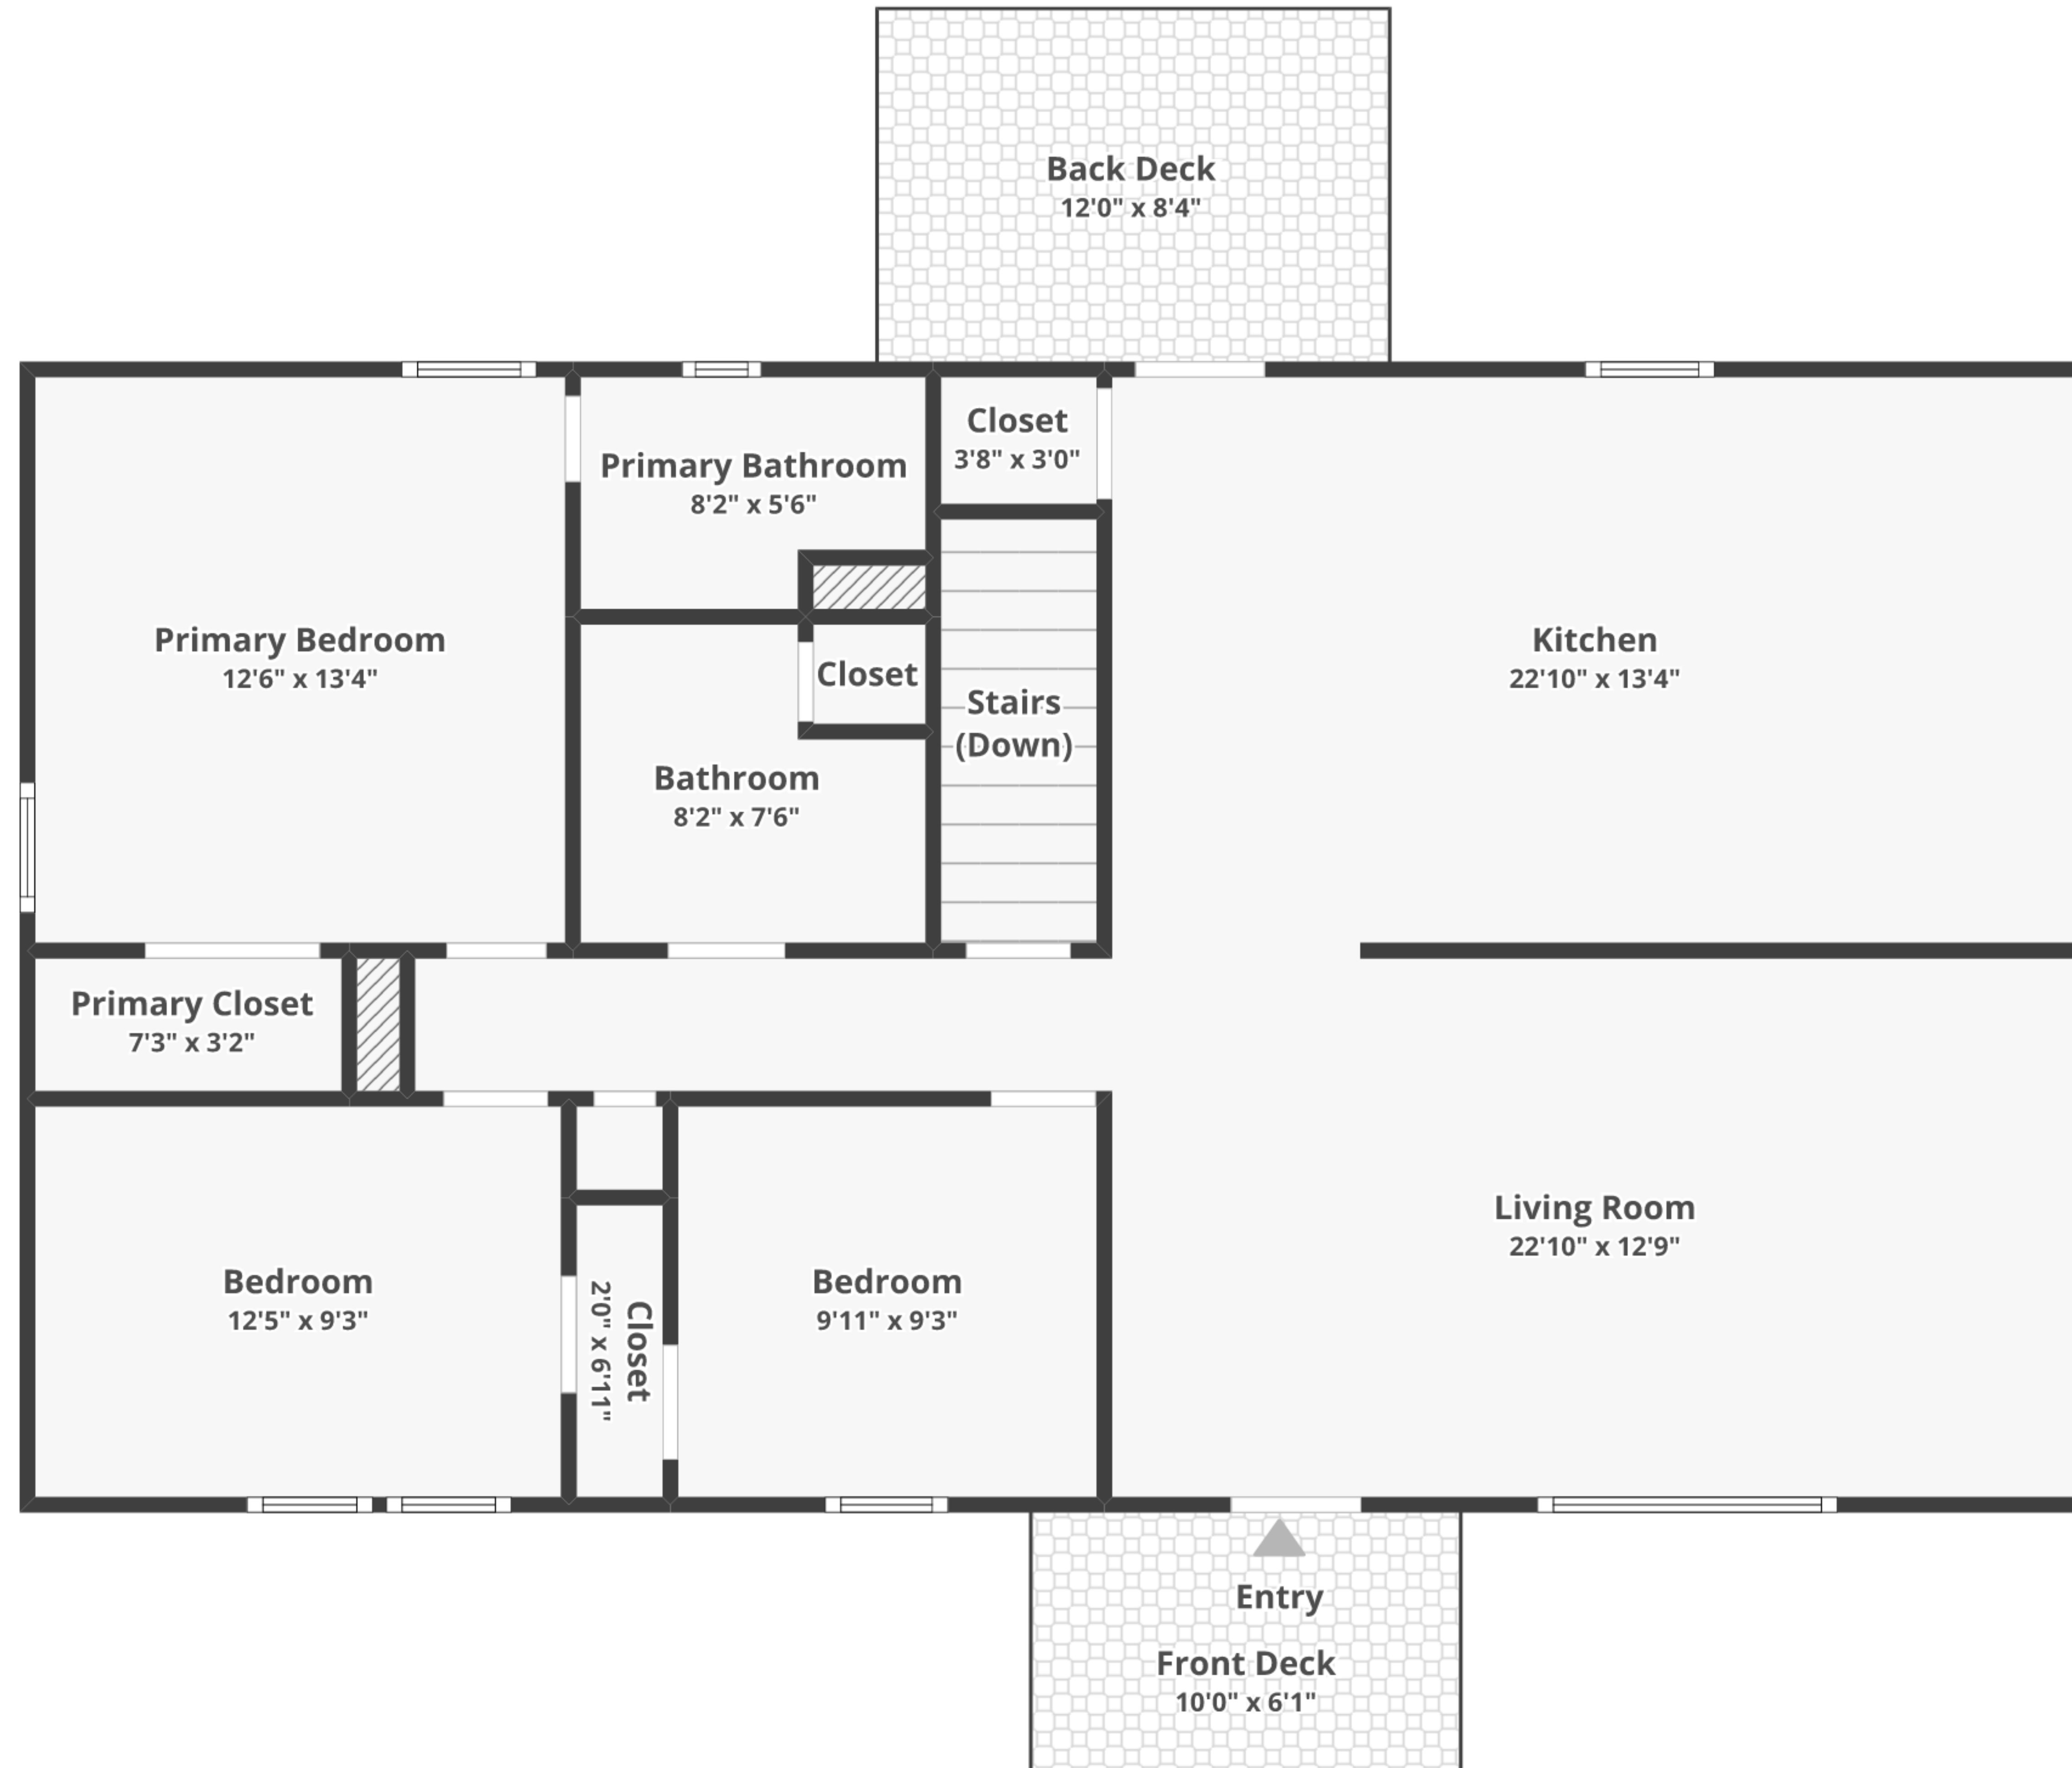 Back Deck
12'0" x 8'4"
Closet
3'8" x 3'0"
Primary Bathroom
8'2" x 5'6"
Primary Bedroom
12'6" x 13'4"
Closet
Stairs
(Down)
Kitchen
22'10" x 13'4"
Bathroom
8'2" x 7'6"
Primary Closet
7'3" x 3'2"
Living Room
22'10" x 12'9"
Bedroom
12'5" x 9'3"
Closet
2'0" x 6'11"
Bedroom
9'11" x 9'3"
Entry
Front Deck
10'0" x 6'1"